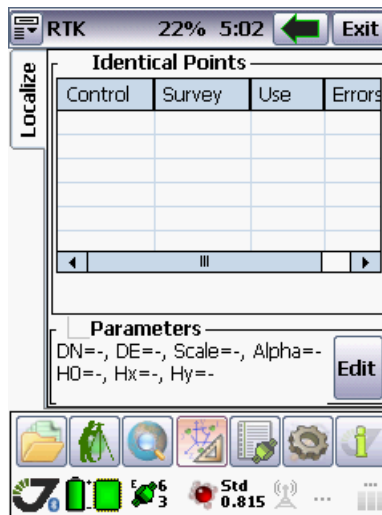 RTK 22% 5:02 Exit
Localize
Identical Points
Control Survey Use Errors
Parameters
DN=-, DE=-, Scale=-, Alpha=-
H0=-, Hx=-, Hy=-
Edit
E 6 3
Std 0.815
...